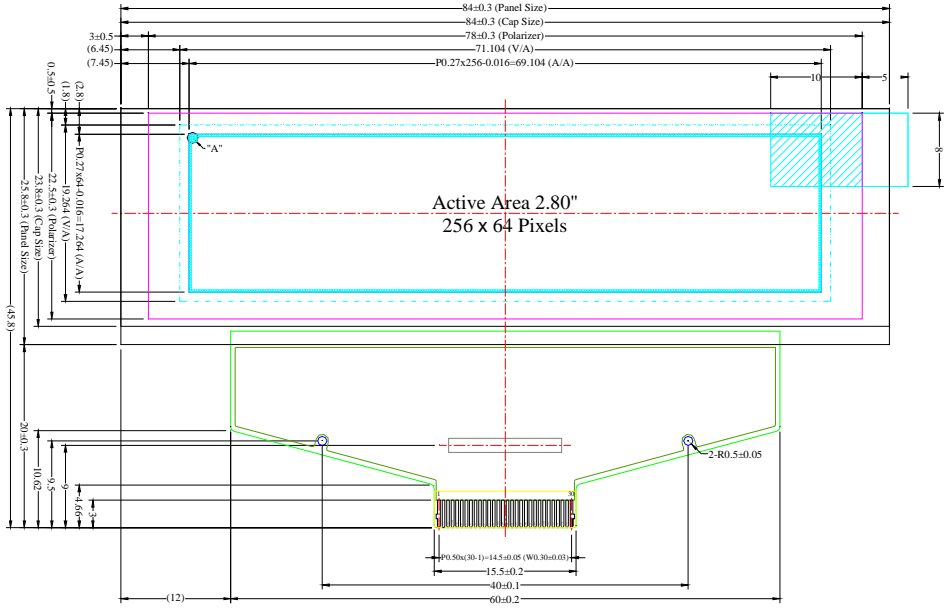 84±0.3 (Panel Size)
84±0.3 (Cap Size)
3±0.5
78±0.3 (Polarizer)
(6.45)
71.104 (V/A)
(7.45)
P0.27x256-0.016=69.104 (A/A)
0.5±0.5
(1.8)
(2.8)
10
5
8
"A"
Active Area 2.80"
256 x 64 Pixels
P0.27x64-0.016=17.264 (A/A)
19.264 (V/A)
22.5±0.3 (Polarizer)
23.8±0.3 (Cap Size)
25.8±0.3 (Panel Size)
(45.8)
20±0.3
10.62
9.5
9
4.66
3
2-R0.5±0.05
1
30
P0.50x(30-1)=14.5±0.05 (W0.30±0.03)
15.5±0.2
40±0.1
(12)
60±0.2